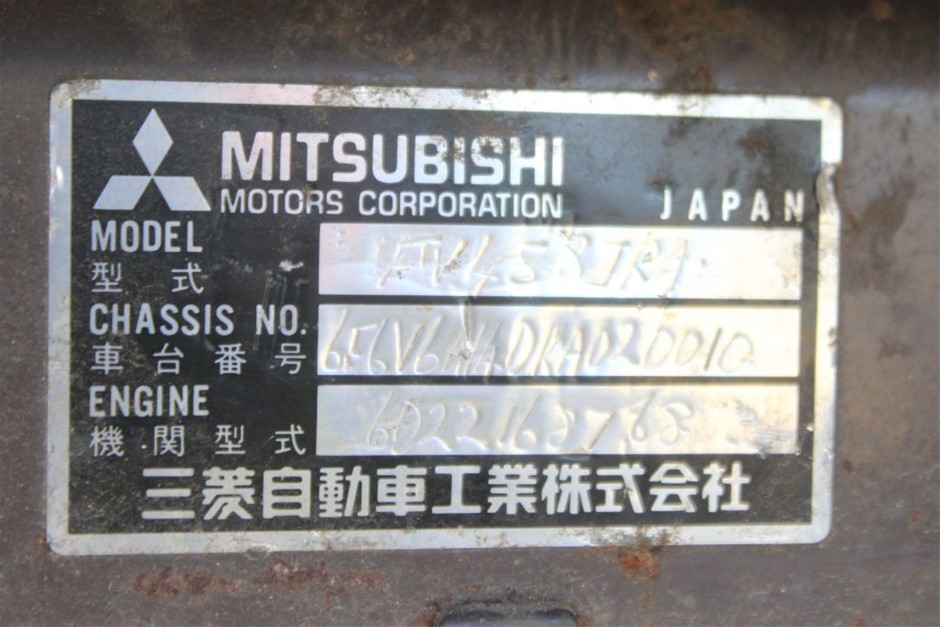 MITSUBISHI
MOTORS CORPORATION JAPAN
MODEL
型式
CHASSIS NO.
車台番号
ENGINE
機関型式 6D22168768
三菱自動車工業株式会社